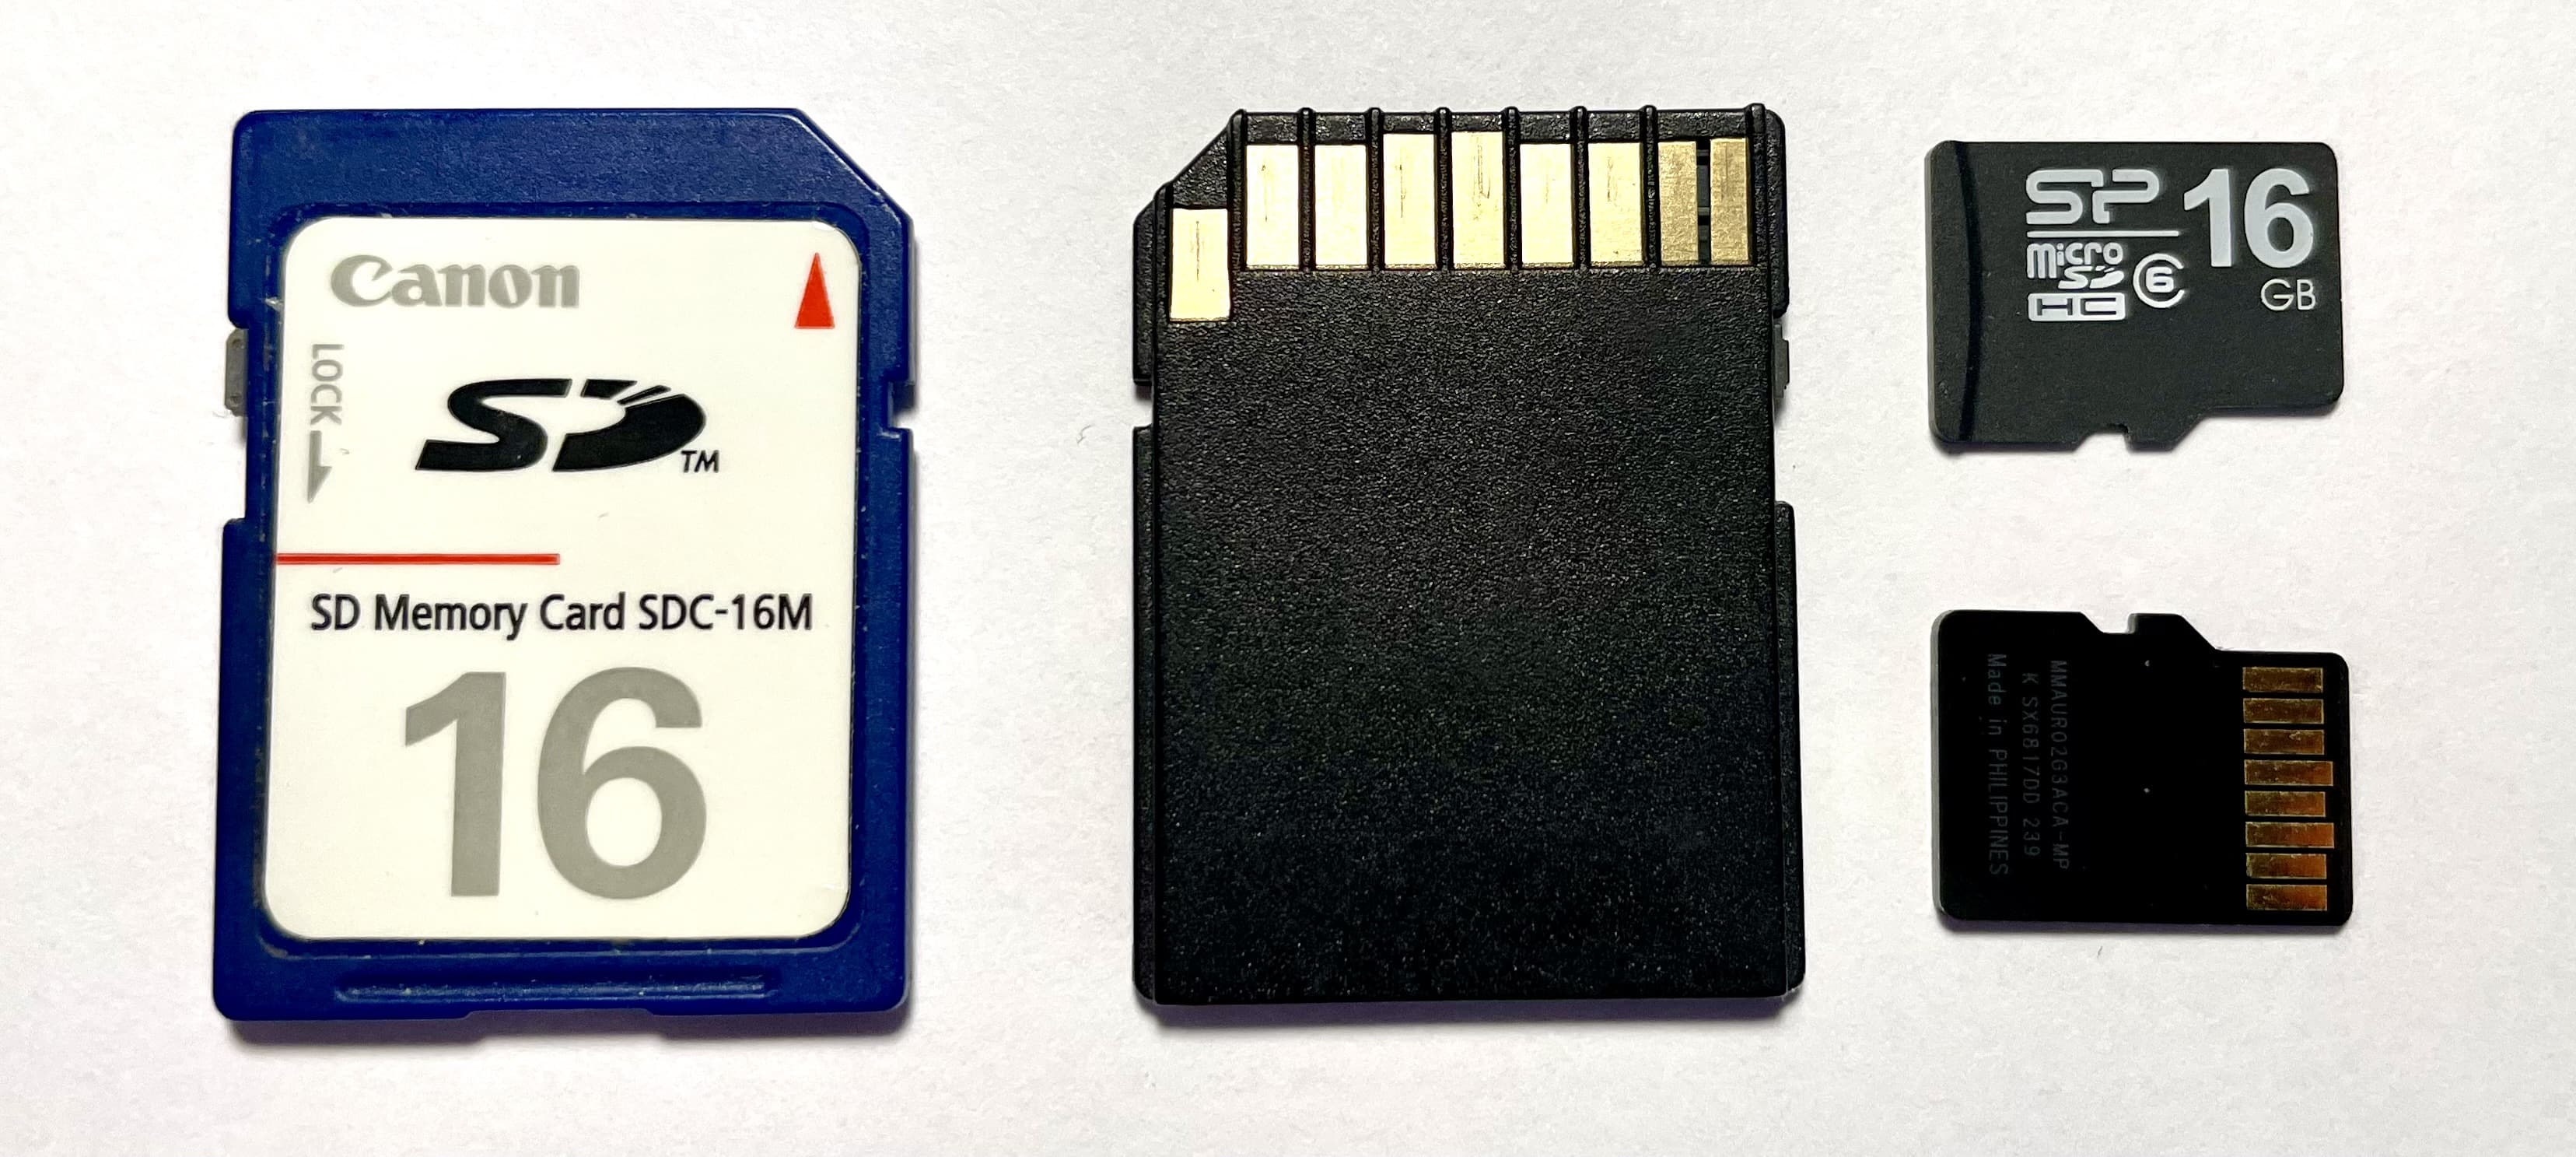 Canon
LOCK
SD™
SD Memory Card SDC-16M
16
SP 16
GB
micro
SD
HC
6
MMAUR02G3ACA-MP
K SX6817DD 239
Made in PHILIPPINES